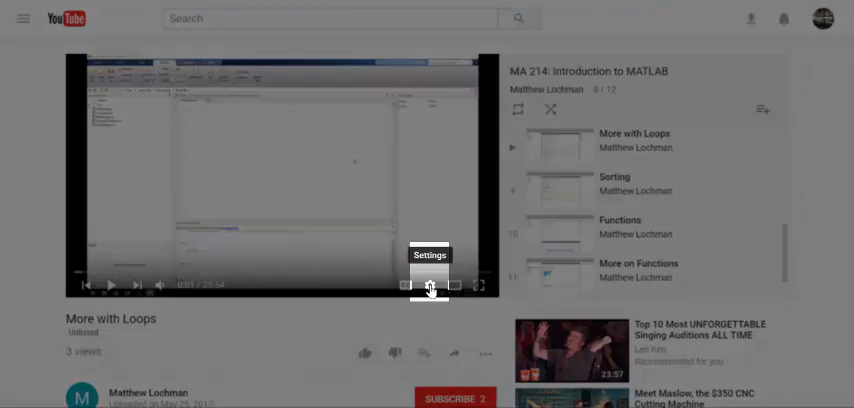 YouTube
Search
MA 214: Introduction to MATLAB
Matthew Lochman - 8 / 12
More with Loops
Matthew Lochman
9
Sorting
Matthew Lochman
10
Functions
Matthew Lochman
11
More on Functions
Matthew Lochman
Settings
0:01 / 23:54
More with Loops
Unlisted
3 views
Matthew Lochman
Uploaded on May 25, 2017
SUBSCRIBE 2
Top 10 Most UNFORGETTABLE
Singing Auditions ALL TIME
Len Ken
Recommended for you
23:57
Meet Maslow, the $350 CNC
Cutting Machine